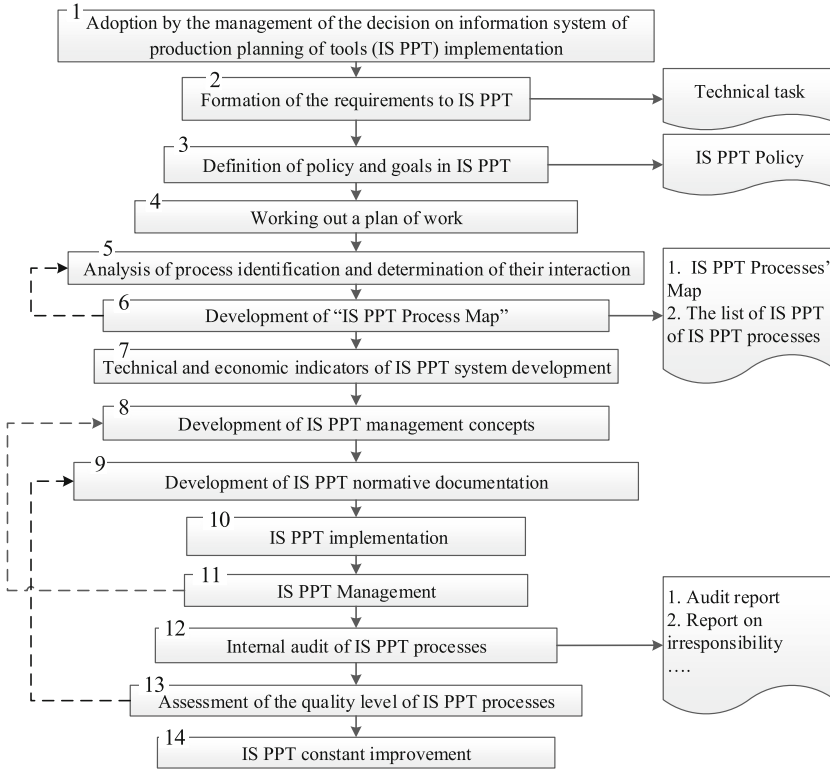 1
Adoption by the management of the decision on information system of
production planning of tools (IS PPT) implementation
2
Formation of the requirements to IS PPT
Technical task
3
Definition of policy and goals in IS PPT
IS PPT Policy
4
Working out a plan of work
5
Analysis of process identification and determination of their interaction
6
Development of “IS PPT Process Map”
1. IS PPT Processes’
Map
2. The list of IS PPT
of IS PPT processes
7
Technical and economic indicators of IS PPT system development
8
Development of IS PPT management concepts
9
Development of IS PPT normative documentation
10
IS PPT implementation
11
IS PPT Management
12
Internal audit of IS PPT processes
1. Audit report
2. Report on
irresponsibility
....
13
Assessment of the quality level of IS PPT processes
14
IS PPT constant improvement